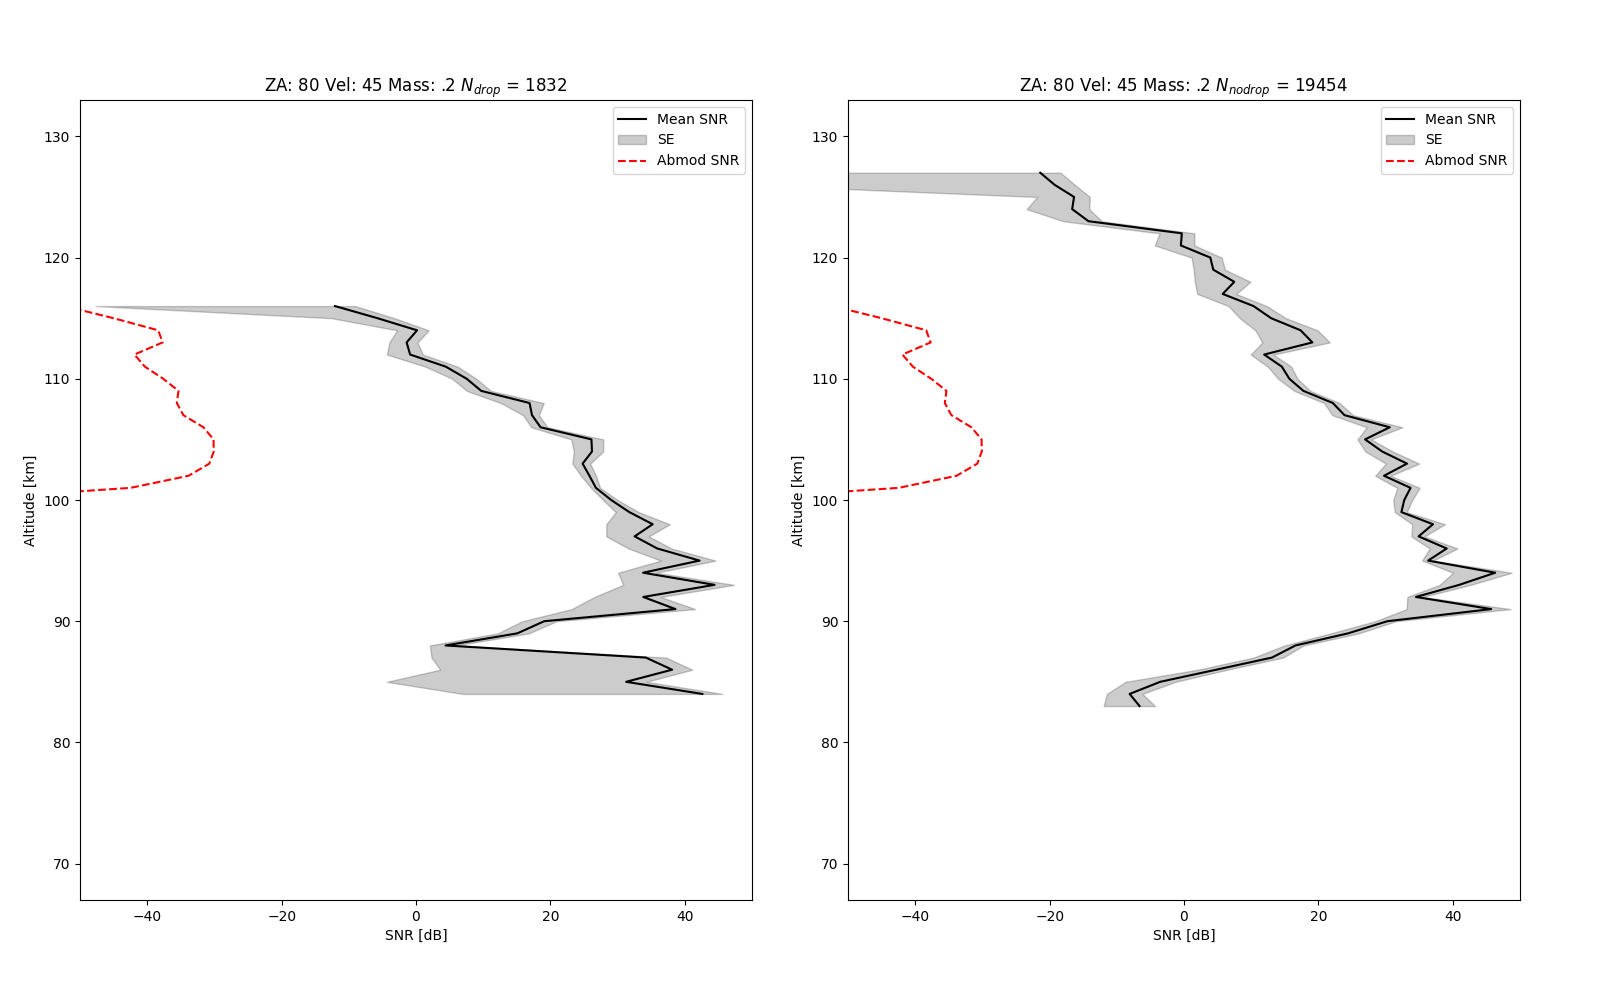 ZA: 80 Vel: 45 Mass: .2 N_drop = 1832
Mean SNR
SE
Abmod SNR
130
120
110
100
90
80
70
Altitude [km]
−40
−20
0
20
40
SNR [dB]
ZA: 80 Vel: 45 Mass: .2 N_nodrop = 19454
Mean SNR
SE
Abmod SNR
130
120
110
100
90
80
70
Altitude [km]
−40
−20
0
20
40
SNR [dB]